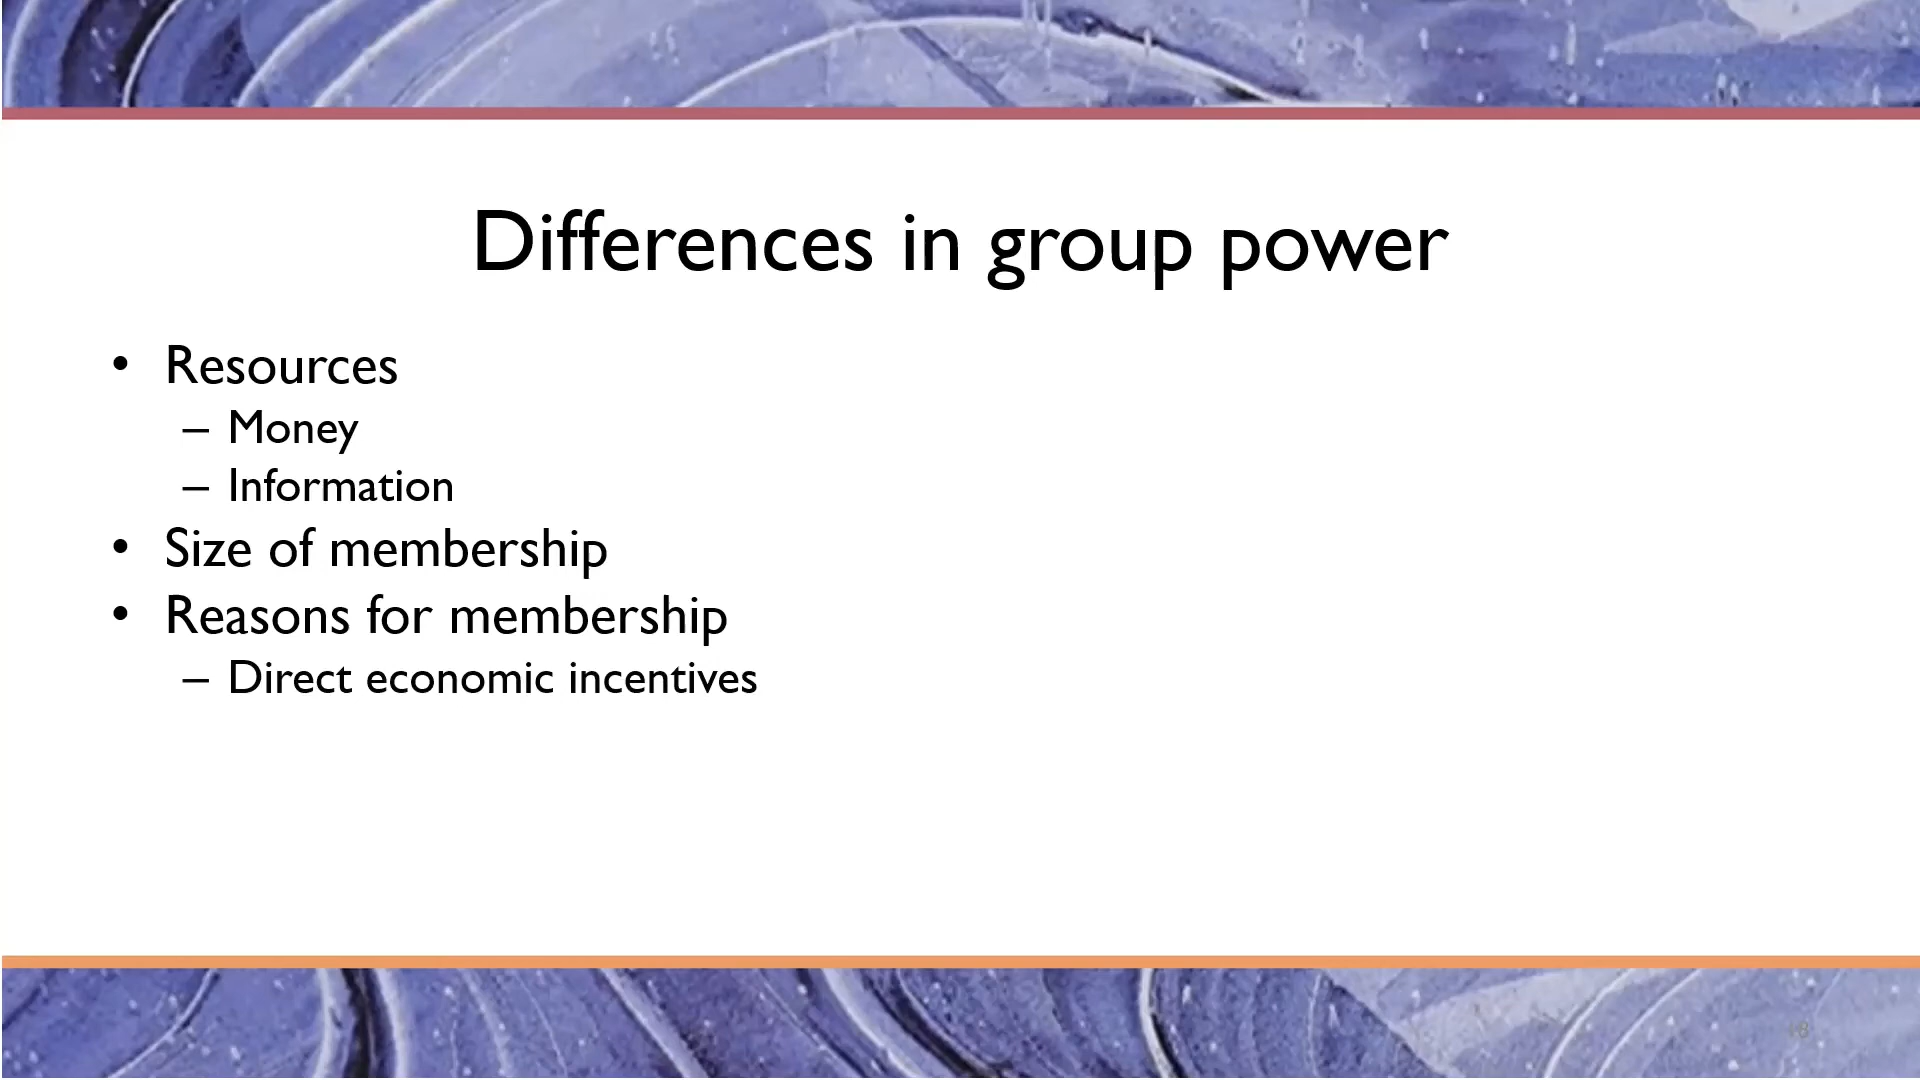 Differences in group power
• Resources
– Money
– Information
• Size of membership
• Reasons for membership
– Direct economic incentives